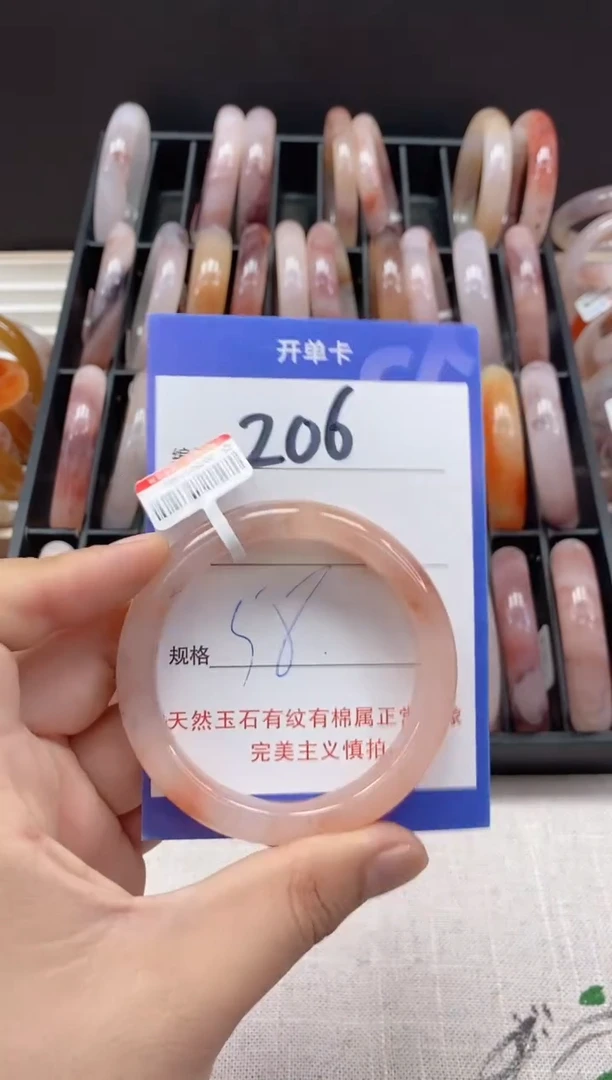 开单卡
206
规格 58.
天然玉石有纹有棉属正常
完美主义慎拍